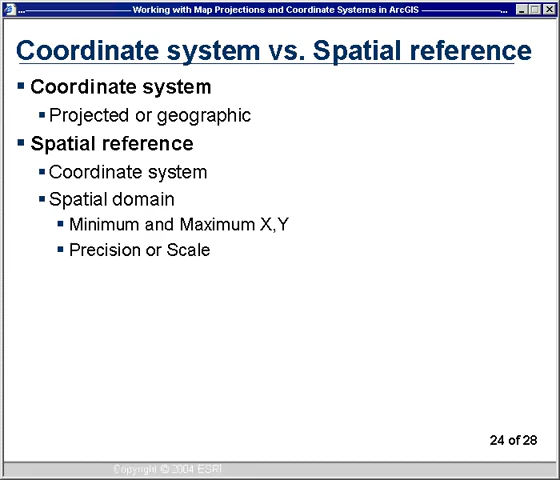 ... Working with Map Projections and Coordinate Systems in ArcGIS ...
Coordinate system vs. Spatial reference
Coordinate system
Projected or geographic
Spatial reference
Coordinate system
Spatial domain
Minimum and Maximum X,Y
Precision or Scale
24 of 28
Copyright © 2004 ESRI